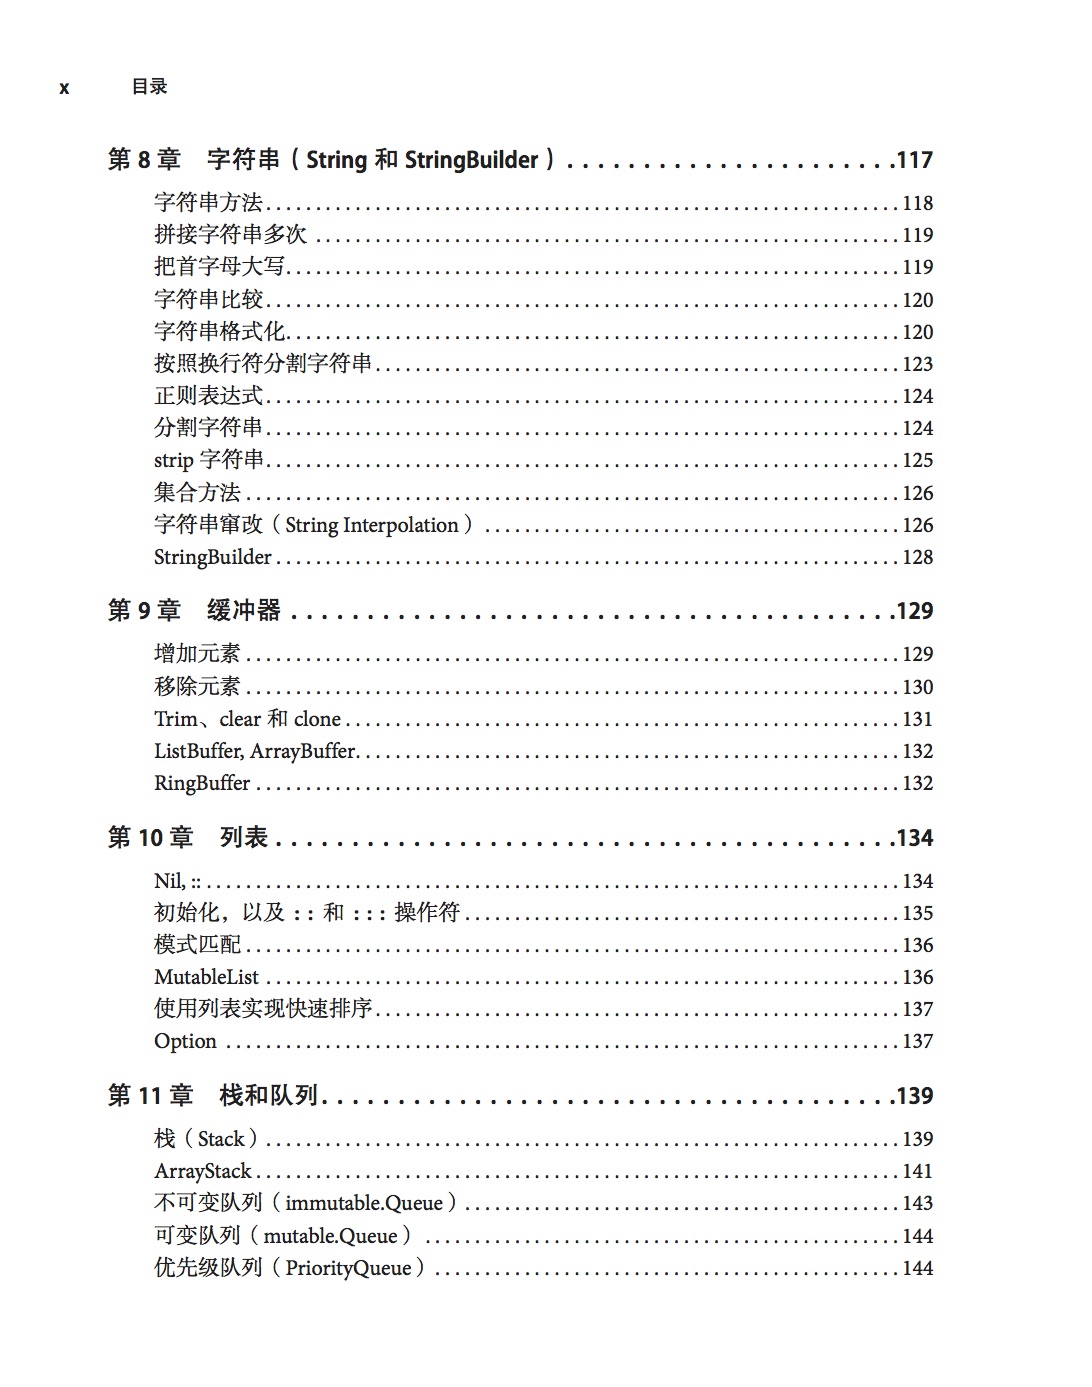 x 目录
第 8 章 字符串（String 和 StringBuilder）. . . . . . . . . . . . . . . . . . . . . .117
字符串方法. . . . . . . . . . . . . . . . . . . . 118
拼接字符串多次 . . . . . . . . . . . . . . . . . . . . 119
把首字母大写. . . . . . . . . . . . . . . . . . . . 119
字符串比较. . . . . . . . . . . . . . . . . . . . 120
字符串格式化. . . . . . . . . . . . . . . . . . . . 120
按照换行符分割字符串. . . . . . . . . . . . . . . . . . . . 123
正则表达式. . . . . . . . . . . . . . . . . . . . 124
分割字符串. . . . . . . . . . . . . . . . . . . . 124
strip 字符串. . . . . . . . . . . . . . . . . . . . 125
集合方法 . . . . . . . . . . . . . . . . . . . . 126
字符串窜改（String Interpolation）. . . . . . . . . . . . . . . . . . . . 126
StringBuilder . . . . . . . . . . . . . . . . . . . . 128
第 9 章 缓冲器 . . . . . . . . . . . . . . . . . . . .129
增加元素 . . . . . . . . . . . . . . . . . . . . 129
移除元素 . . . . . . . . . . . . . . . . . . . . 130
Trim、clear 和 clone . . . . . . . . . . . . . . . . . . . . 131
ListBuffer, ArrayBuffer. . . . . . . . . . . . . . . . . . . . 132
RingBuffer . . . . . . . . . . . . . . . . . . . . 132
第 10 章 列表 . . . . . . . . . . . . . . . . . . . .134
Nil, :: . . . . . . . . . . . . . . . . . . . . 134
初始化，以及 :: 和 ::: 操作符 . . . . . . . . . . . . . . . . . . . . 135
模式匹配 . . . . . . . . . . . . . . . . . . . . 136
MutableList . . . . . . . . . . . . . . . . . . . . 136
使用列表实现快速排序. . . . . . . . . . . . . . . . . . . . 137
Option . . . . . . . . . . . . . . . . . . . . 137
第 11 章 栈和队列. . . . . . . . . . . . . . . . . . . .139
栈（Stack）. . . . . . . . . . . . . . . . . . . . 139
ArrayStack . . . . . . . . . . . . . . . . . . . . 141
不可变队列（immutable.Queue）. . . . . . . . . . . . . . . . . . . . 143
可变队列（mutable.Queue）. . . . . . . . . . . . . . . . . . . . 144
优先级队列（PriorityQueue）. . . . . . . . . . . . . . . . . . . . 144